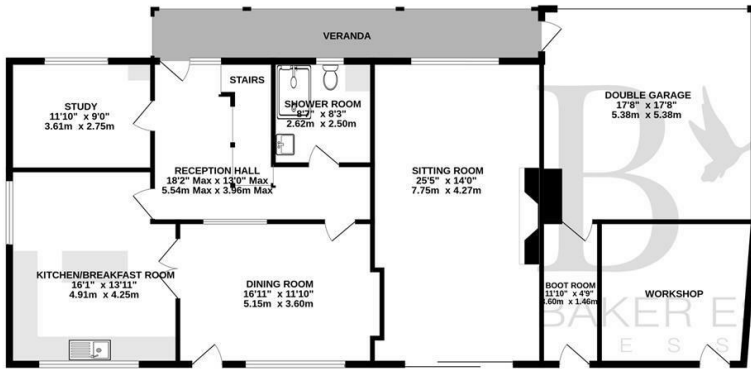 VERANDA
STUDY
11'10" x 9'0"
3.61m x 2.75m
STAIRS
SHOWER ROOM
8'7" x 8'3"
2.62m x 2.50m
DOUBLE GARAGE
17'8" x 17'8"
5.38m x 5.38m
RECEPTION HALL
18'2" Max x 13'0" Max
5.54m Max x 3.96m Max
SITTING ROOM
25'5" x 14'0"
7.75m x 4.27m
KITCHEN/BREAKFAST ROOM
16'1" x 13'11"
4.91m x 4.25m
DINING ROOM
16'11" x 11'10"
5.15m x 3.60m
BOOT ROOM
11'10" x 4'9"
3.60m x 1.46m
WORKSHOP
B
BAKER E
E S S